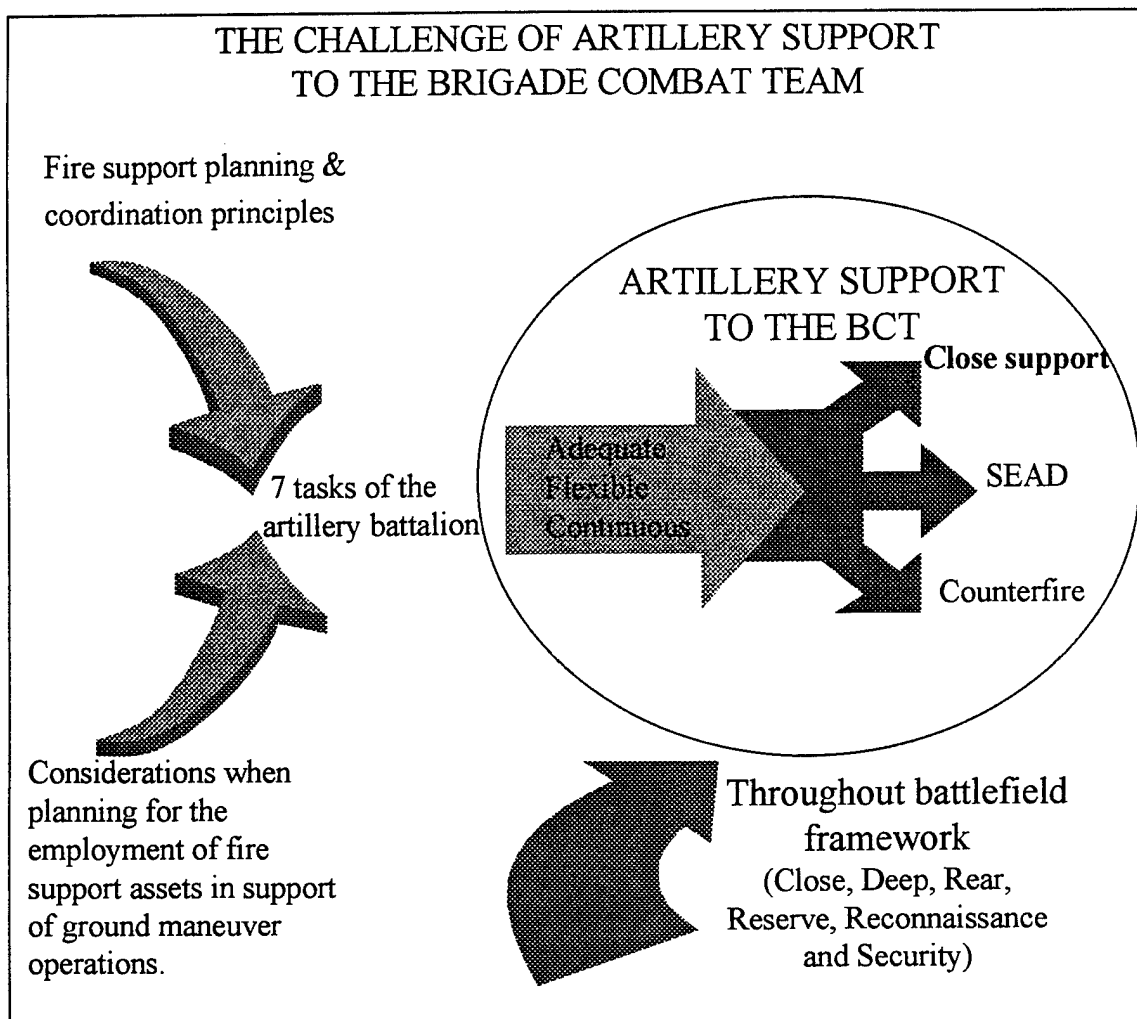 THE CHALLENGE OF ARTILLERY SUPPORT
TO THE BRIGADE COMBAT TEAM
Fire support planning &
coordination principles
7 tasks of the
artillery battalion
Considerations when
planning for the
employment of fire
support assets in support
of ground maneuver
operations.
ARTILLERY SUPPORT
TO THE BCT
Adequate
Flexible
Continuous
Close support
SEAD
Counterfire
Throughout battlefield
framework
(Close, Deep, Rear,
Reserve, Reconnaissance
and Security)